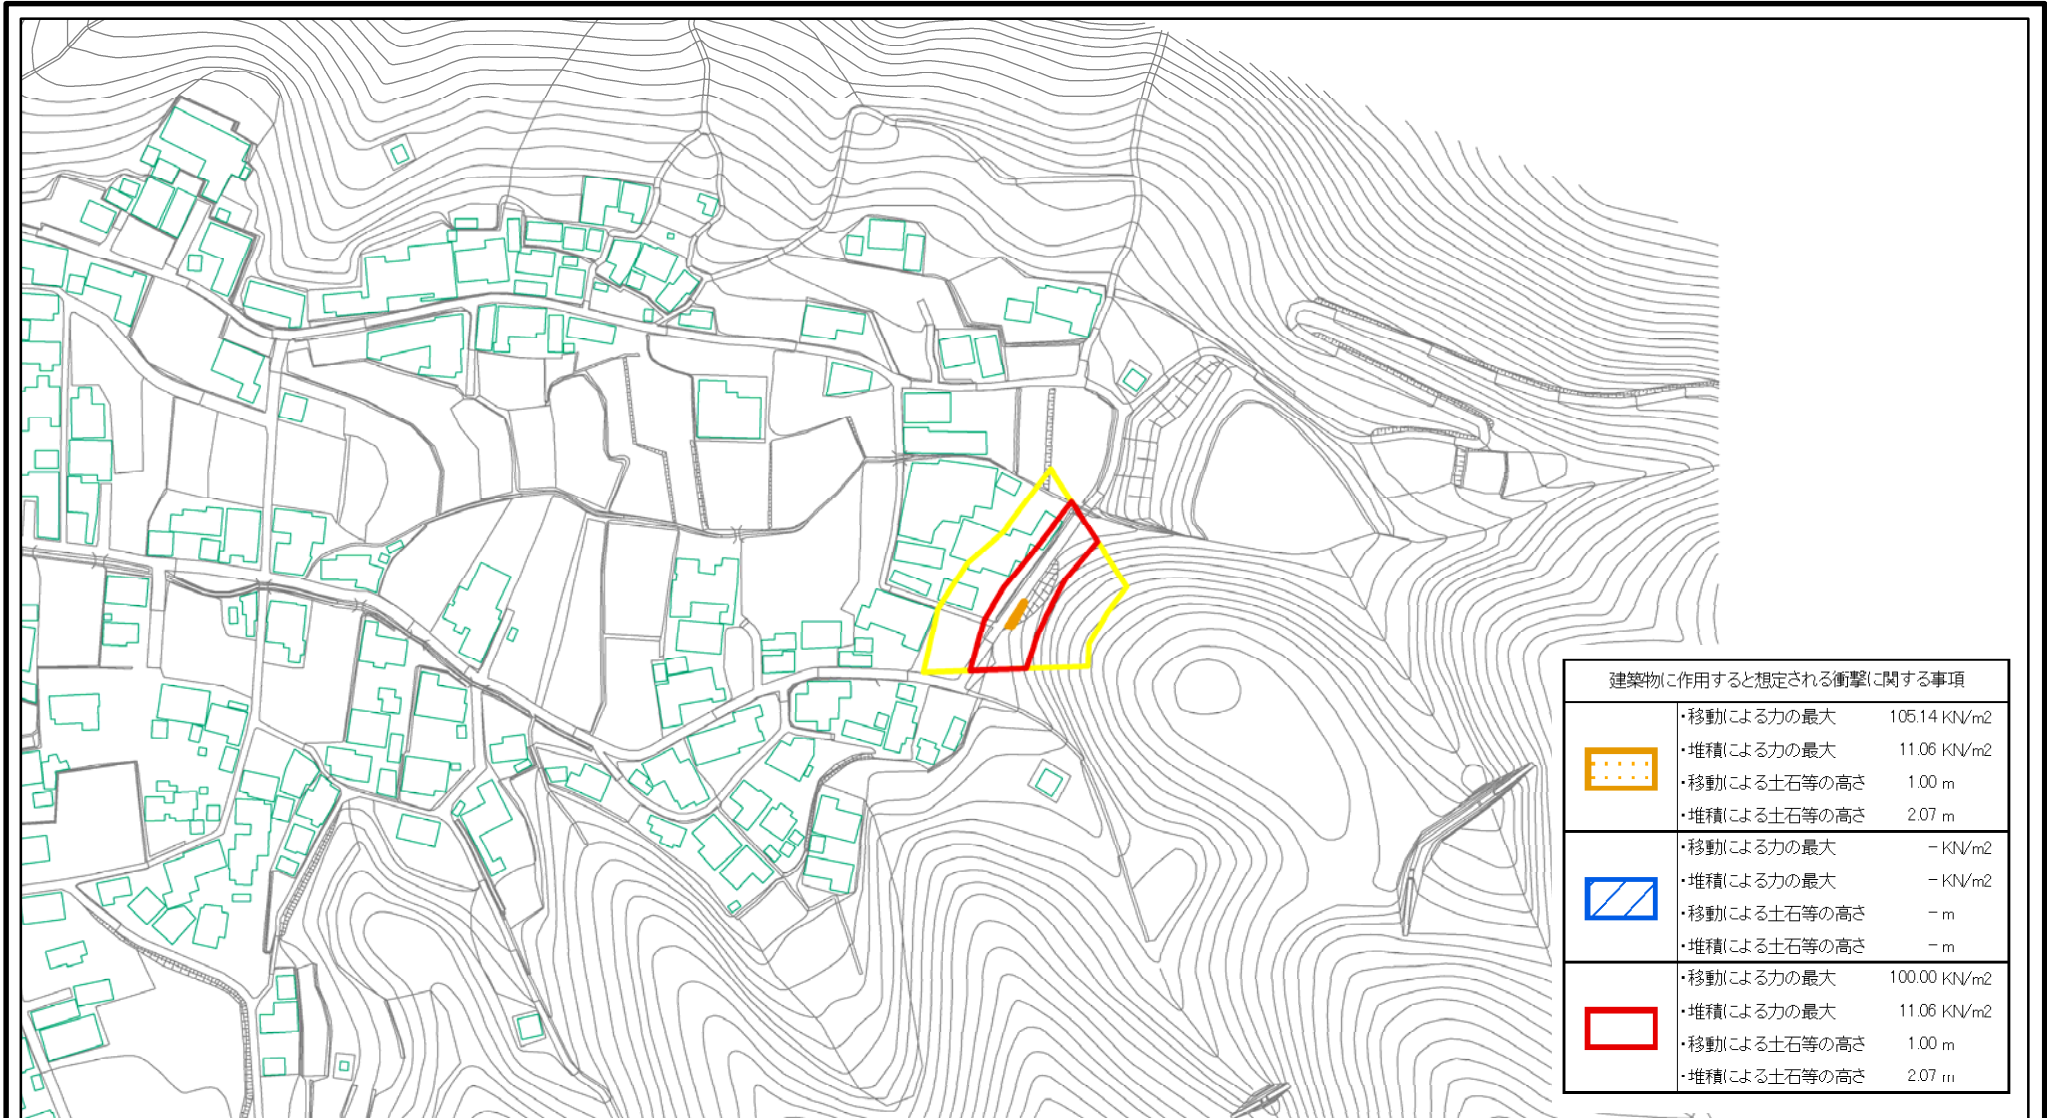 建築物に作用すると想定される衝撃に関する事項
・移動による力の最大 105.14 KN/m2
・堆積による力の最大 11.06 KN/m2
・移動による土石等の高さ 1.00 m
・堆積による土石等の高さ 2.07 m
・移動による力の最大 - KN/m2
・堆積による力の最大 - KN/m2
・移動による土石等の高さ - m
・堆積による土石等の高さ - m
・移動による力の最大 100.00 KN/m2
・堆積による力の最大 11.06 KN/m2
・移動による土石等の高さ 1.00 m
・堆積による土石等の高さ 2.07 m